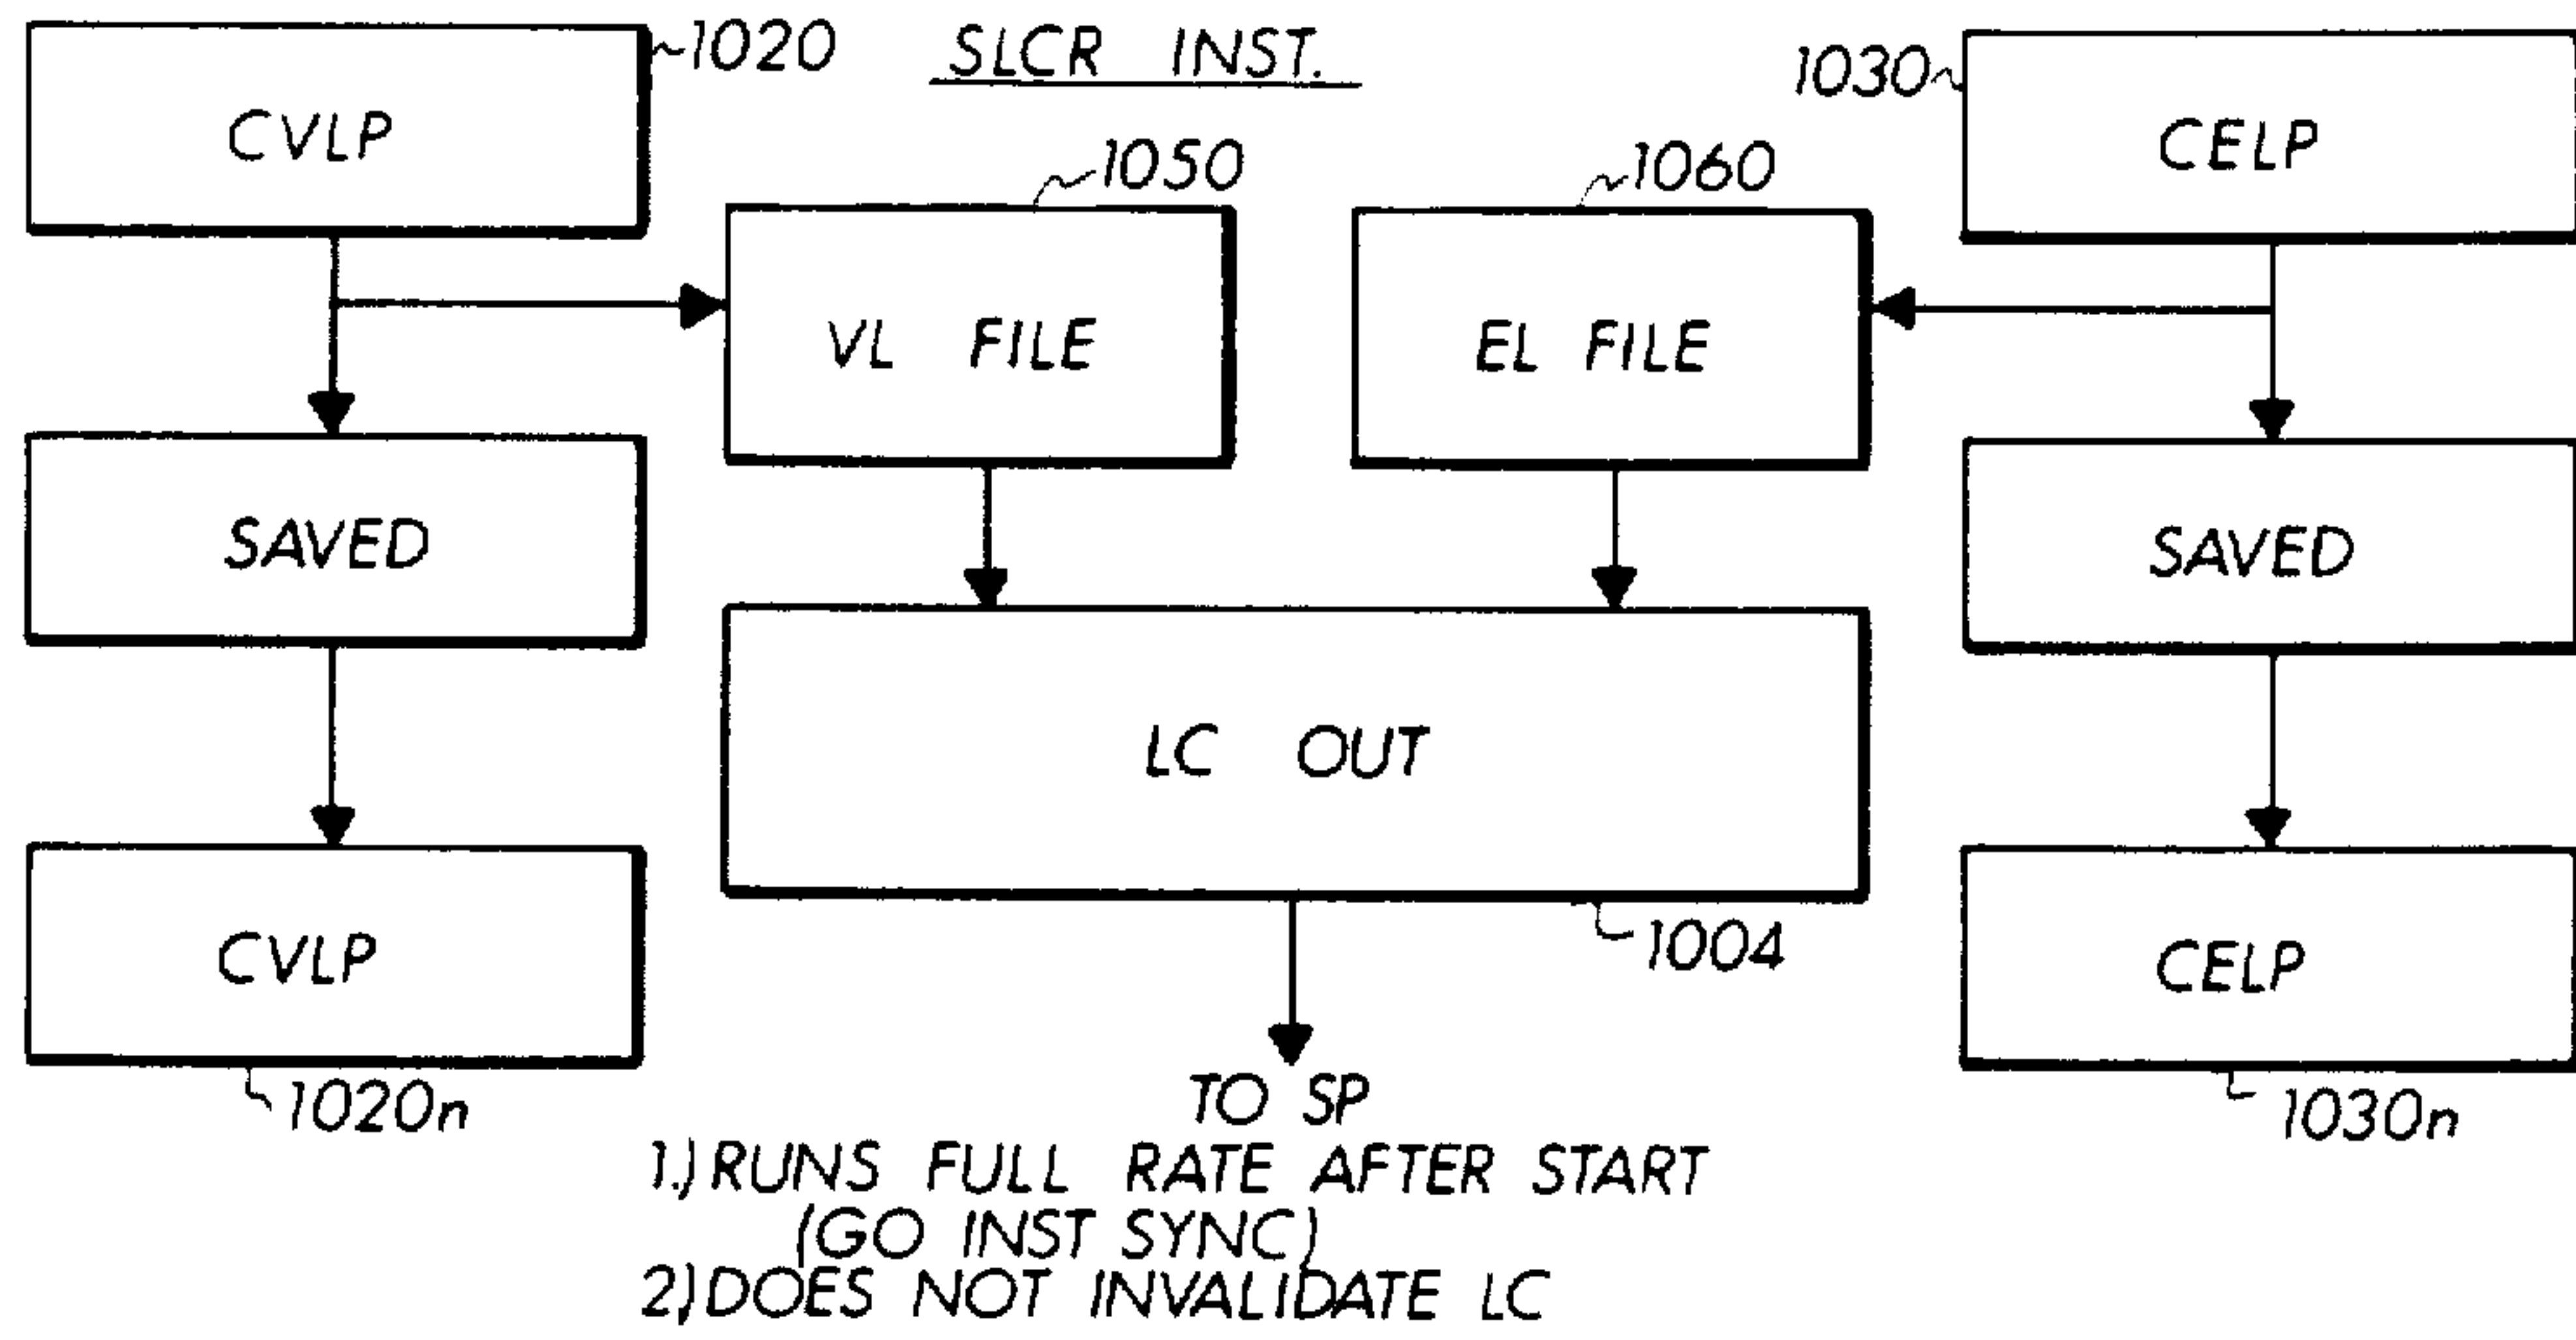 1020
SLCR INST.
1030
CVLP
CELP
1050
1060
VL FILE
EL FILE
SAVED
SAVED
LC OUT
CVLP
CELP
1004
1020n
TO SP
1030n
1.) RUNS FULL RATE AFTER START
(GO INST SYNC)
2.) DOES NOT INVALIDATE LC